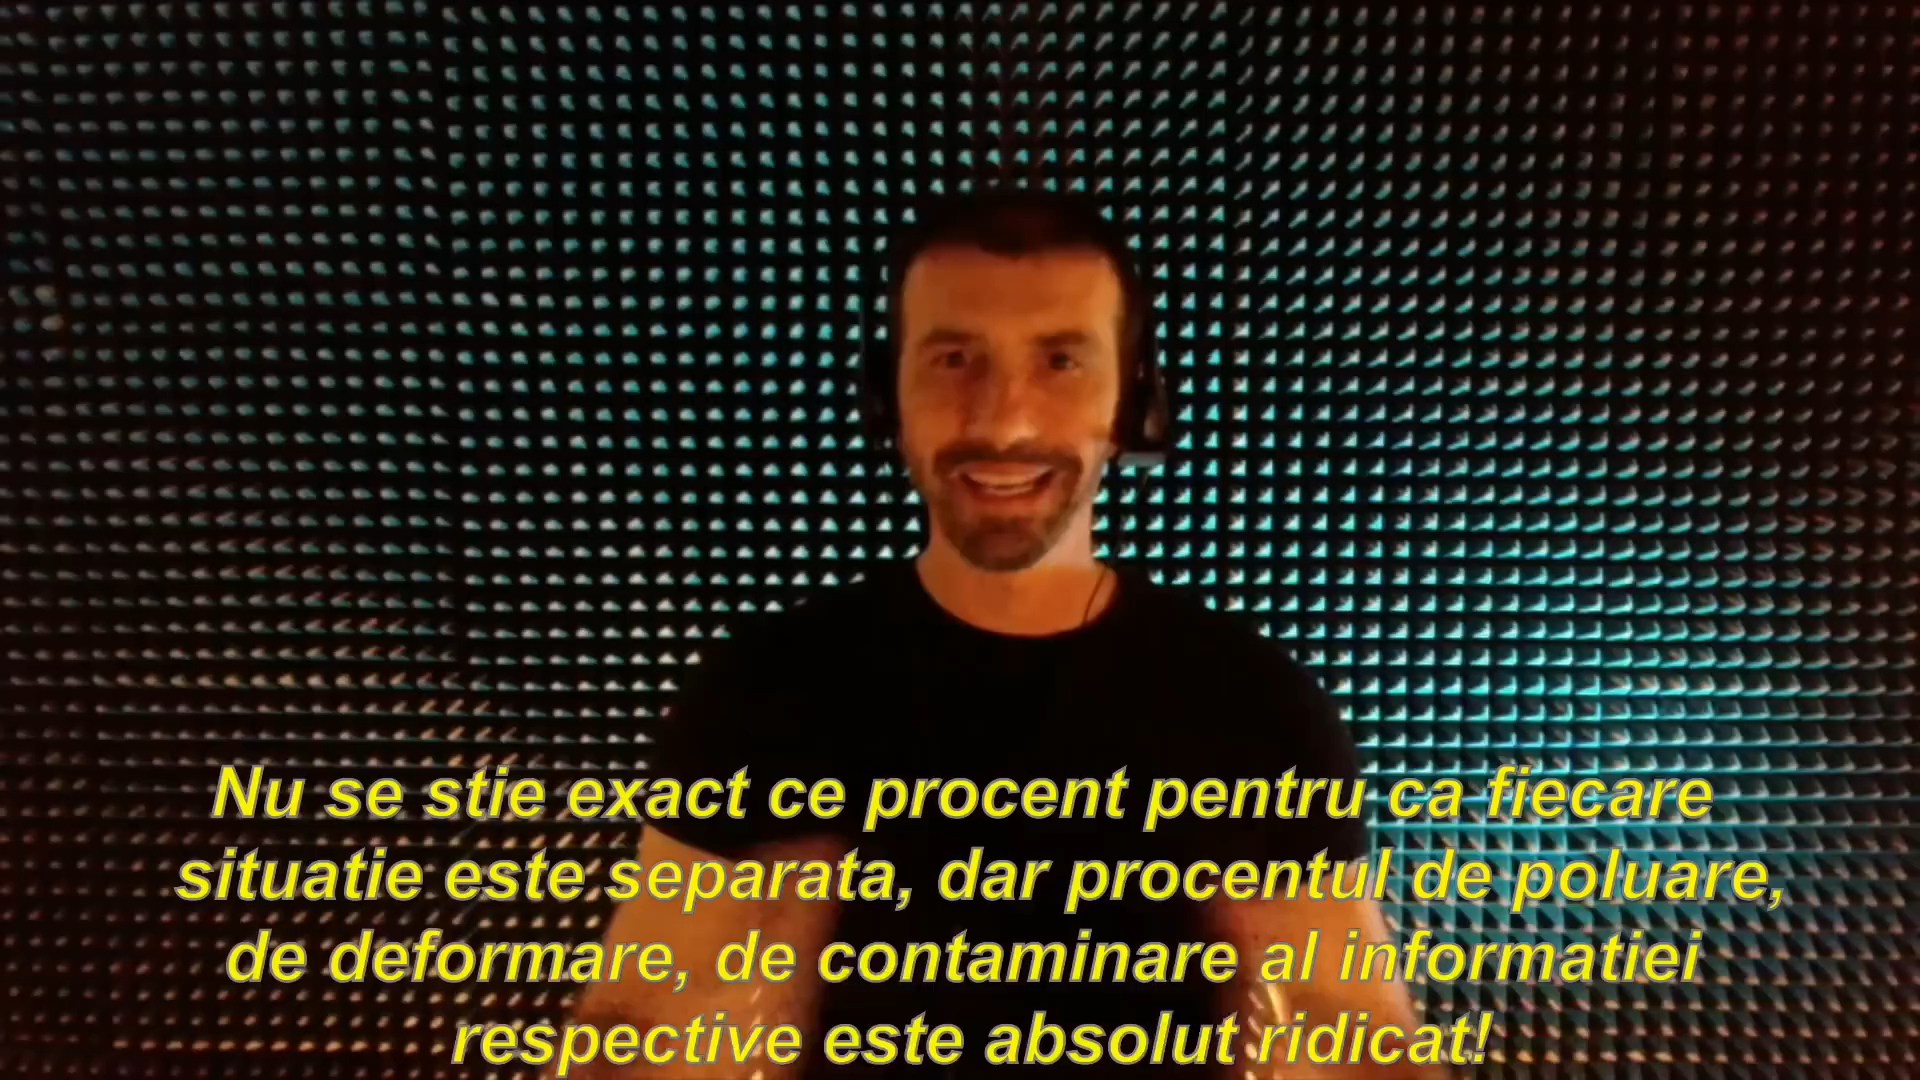 Nu se stie exact ce procent pentru ca fiecare
situatie este separata, dar procentul de poluare,
de deformare, de contaminare al informatiei
respective este absolut ridicat!